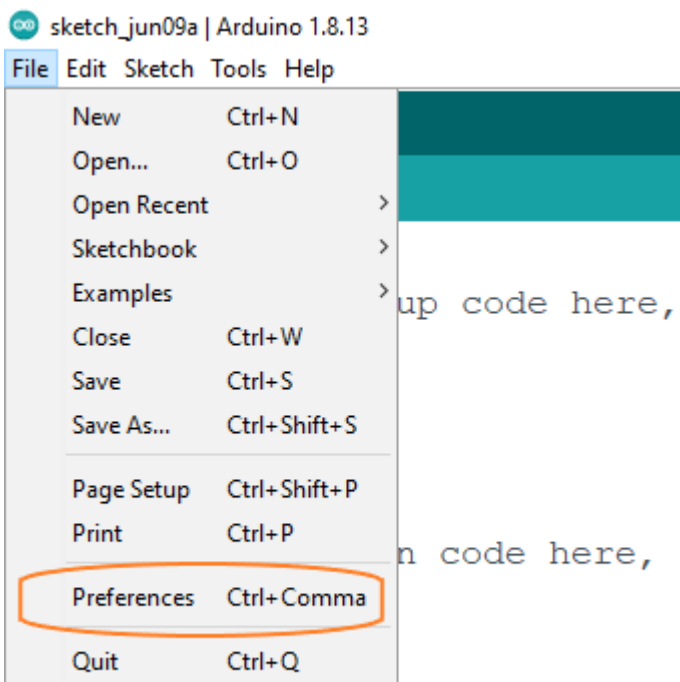 sketch_jun09a | Arduino 1.8.13
File Edit Sketch Tools Help
New Ctrl+N
Open... Ctrl+O
Open Recent
Sketchbook
Examples
up code here,
Close Ctrl+W
Save Ctrl+S
Save As... Ctrl+Shift+S
Page Setup Ctrl+Shift+P
Print Ctrl+P
n code here,
Preferences Ctrl+Comma
Quit Ctrl+Q